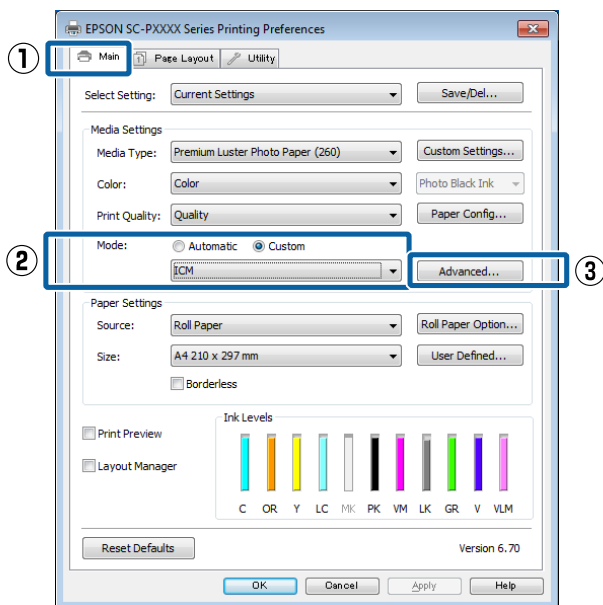 EPSON SC-PXXXX Series Printing Preferences
① Main Page Layout Utility
Select Setting: Current Settings Save/Del...
Media Settings
Media Type: Premium Luster Photo Paper (260) Custom Settings...
Color: Color Photo Black Ink
Print Quality: Quality Paper Config...
Mode: Automatic Custom
② ICM Advanced... ③
Paper Settings
Source: Roll Paper Roll Paper Option...
Size: A4 210 x 297 mm User Defined...
Borderless
Ink Levels
Print Preview
Layout Manager
C OR Y LC MK PK VM LK GR V VLM
Reset Defaults Version 6.70
OK Cancel Apply Help